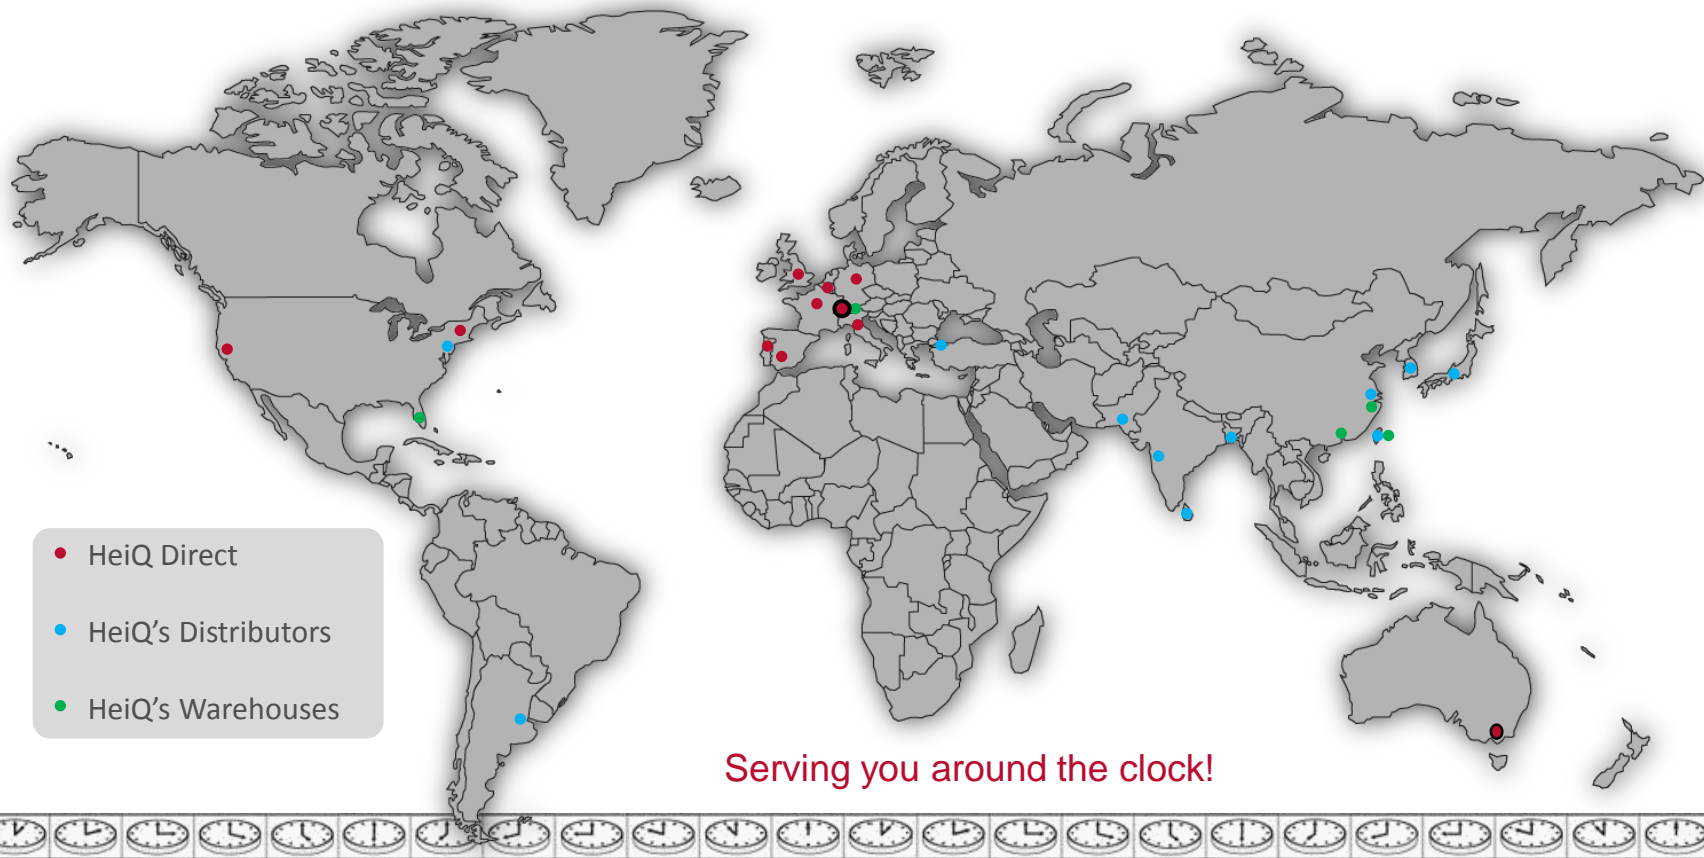 HeiQ Direct
HeiQ’s Distributors
HeiQ’s Warehouses
Serving you around the clock!